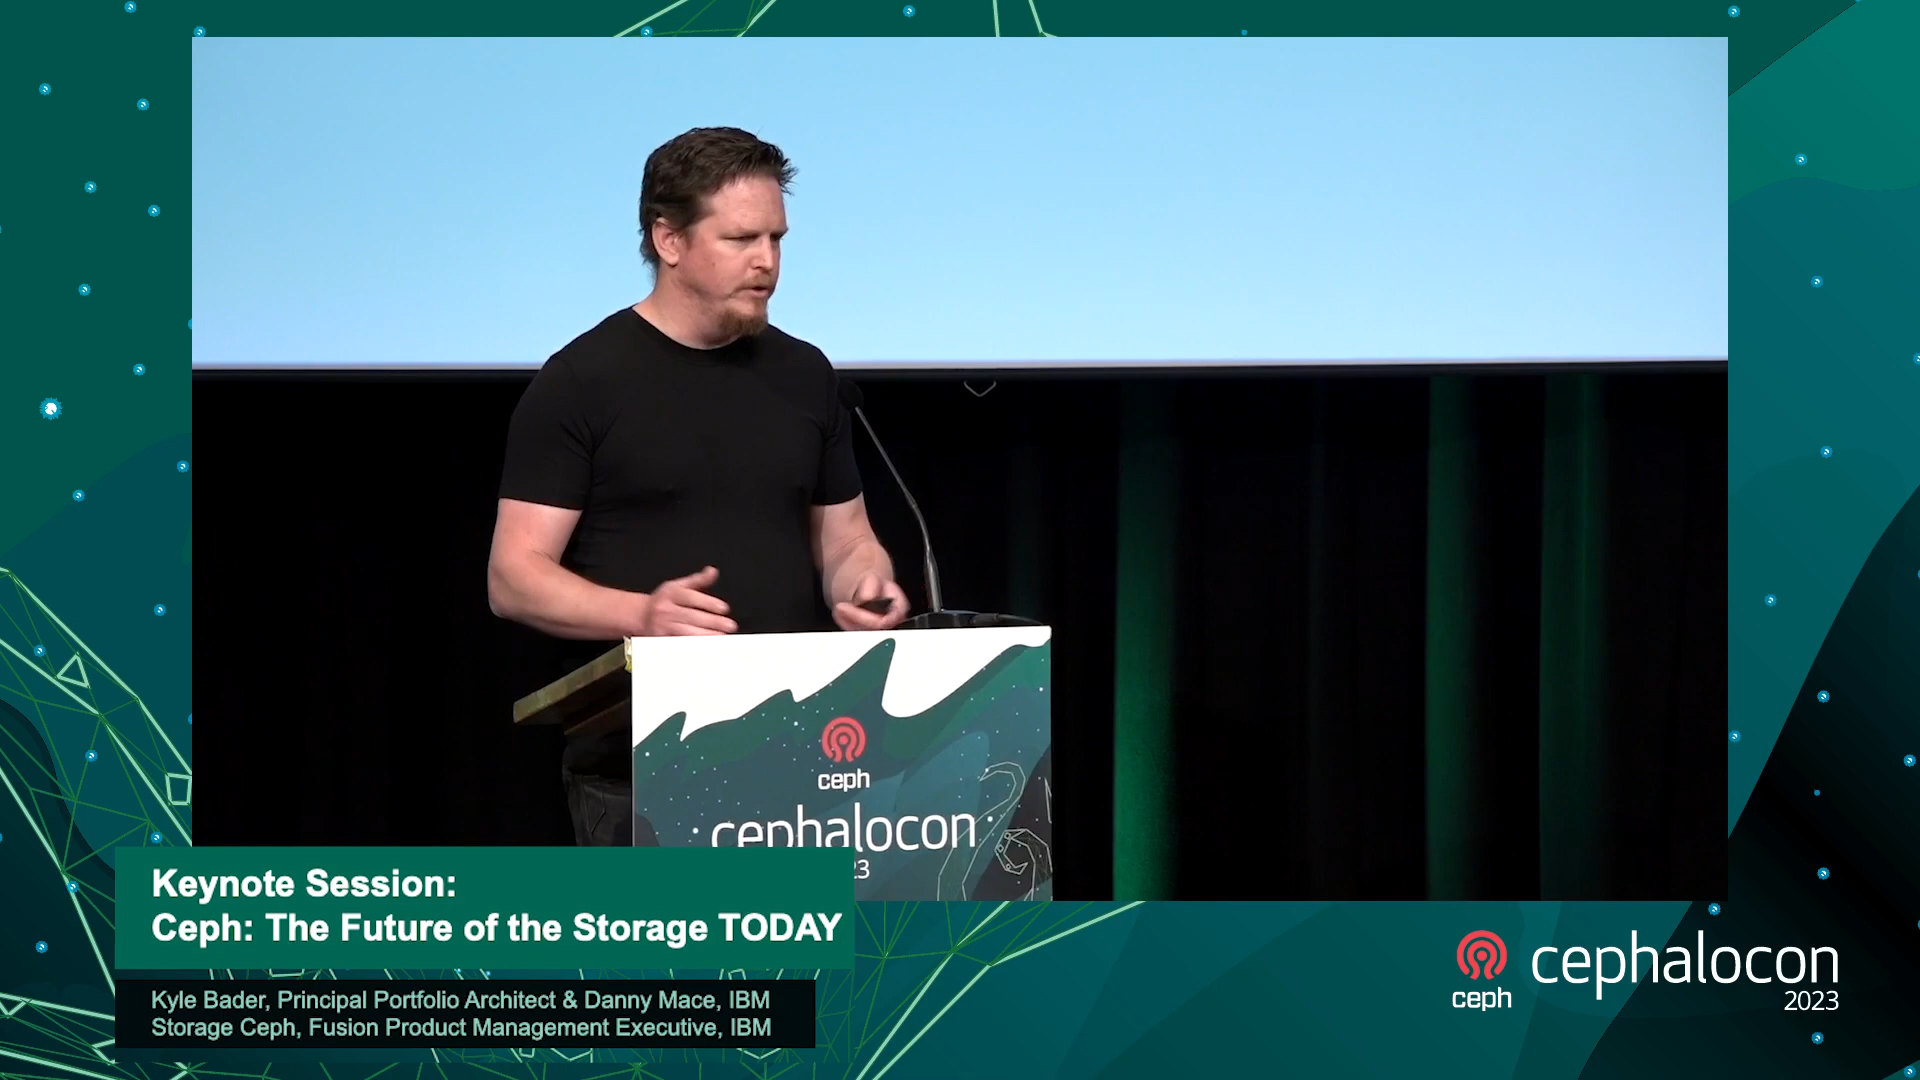 ceph
cephalocon
23
Keynote Session:
Ceph: The Future of the Storage TODAY
Kyle Bader, Principal Portfolio Architect & Danny Mace, IBM
Storage Ceph, Fusion Product Management Executive, IBM
ceph
cephalocon
2023